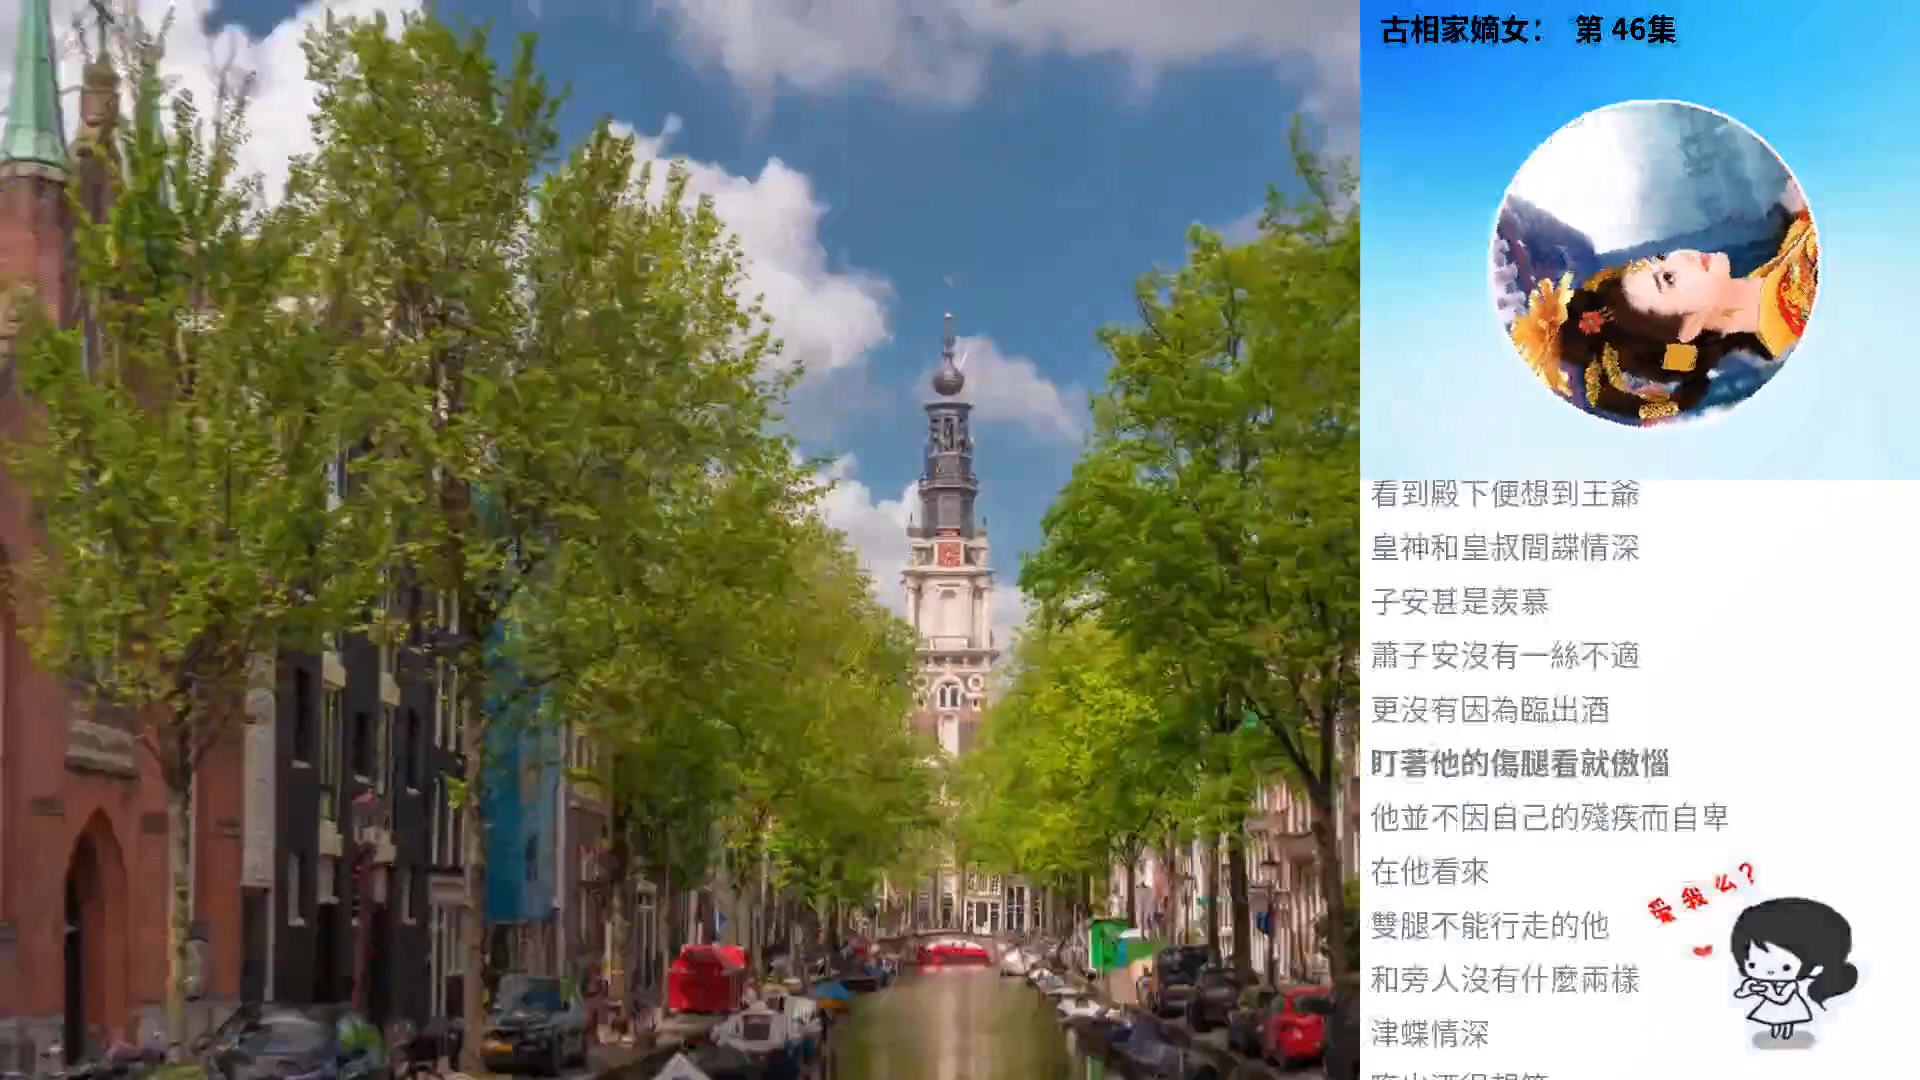 古相家嫡女： 第 46集
看到殿下便想到王爺
皇神和皇叔間諜情深
子安甚是羨慕
蕭子安沒有一絲不適
更沒有因為臨出酒
盯著他的傷腿看就傲惱
他並不因自己的殘疾而自卑
在他看來
愛我么?
雙腿不能行走的他
和旁人沒有什麼兩樣
津蝶情深